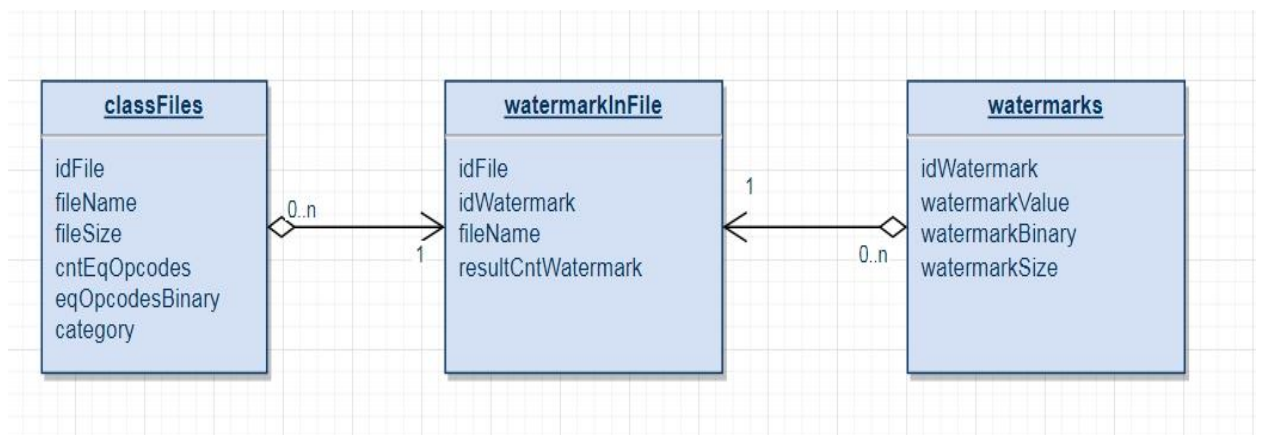 classFiles
idFile
fileName
fileSize
cntEqOpcodes
eqOpcodesBinary
category
0..n
1
watermarkInFile
idFile
idWatermark
fileName
resultCntWatermark
1
0..n
watermarks
idWatermark
watermarkValue
watermarkBinary
watermarkSize